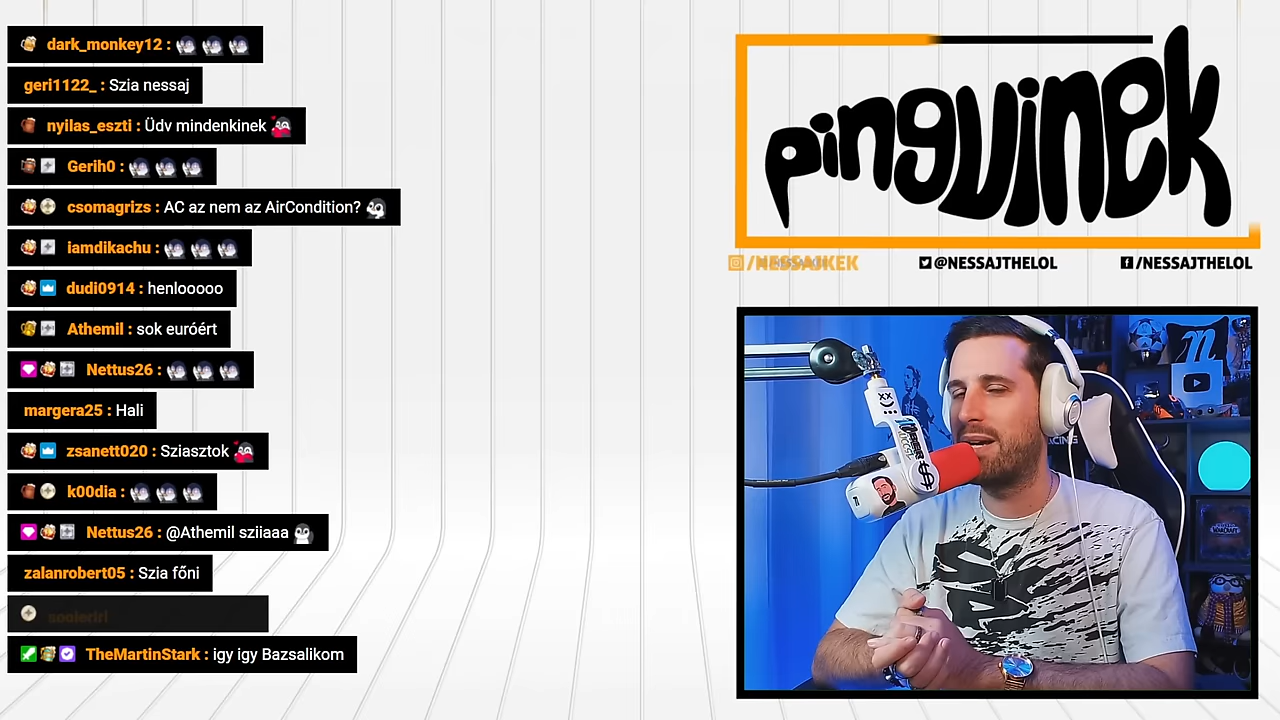 dark_monkey12 :
geri1122_ : Szia nessaj
nyilas_eszti : Üdv mindenkinek
Gerih0 :
csomagrizs : AC az nem az AirCondition?
iamdikachu :
dudi0914 : henlooooo
Athemil : sok euróért
Nettus26 :
margera25 : Hali
zsanett020 : Sziasztok
k00dia :
Nettus26 : @Athemil sziiaaa
zalanrobert05 : Szia főni
TheMartinStark : igy igy Bazsalikom
pingvinek
@NESSAJTHELOL
/NESSAJTHELOL